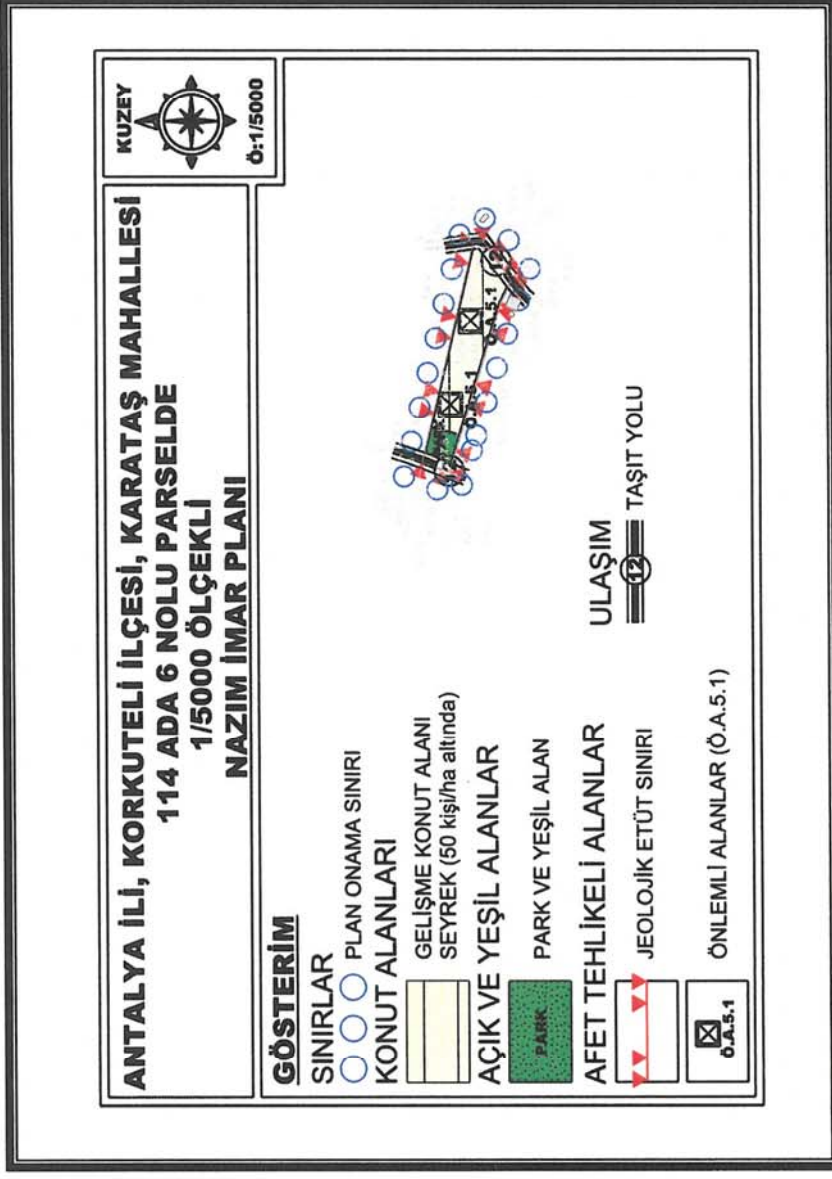 ANTALYA İLİ, KORKUTELİ İLÇESİ, KARATAŞ MAHALLESİ
114 ADA 6 NOLU PARSELDE
1/5000 ÖLÇEKLİ
NAZIM İMAR PLANI
KUZEY
Ö:1/5000
GÖSTERİM
SINIRLAR
PLAN ONAMA SINIRI
KONUT ALANLARI
GELİŞME KONUT ALANI
SEYREK (50 kişi/ha altında)
AÇIK VE YEŞİL ALANLAR
PARK
PARK VE YEŞİL ALAN
AFET TEHLİKELİ ALANLAR
JEOLOJİK ETÜT SINIRI
Ö.A.5.1
ÖNLEMLİ ALANLAR (Ö.A.5.1)
ULAŞIM
12
TAŞIT YOLU
Ö.A.5.1
Ö.A.5.1
12